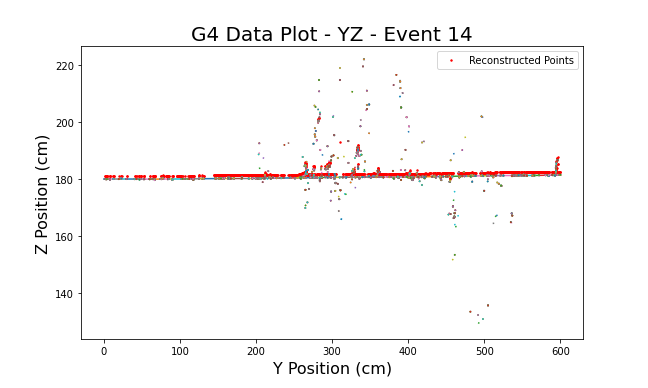 G4 Data Plot - YZ - Event 14
Reconstructed Points
Z Position (cm)
220
200
180
160
140
0 100 200 300 400 500 600
Y Position (cm)